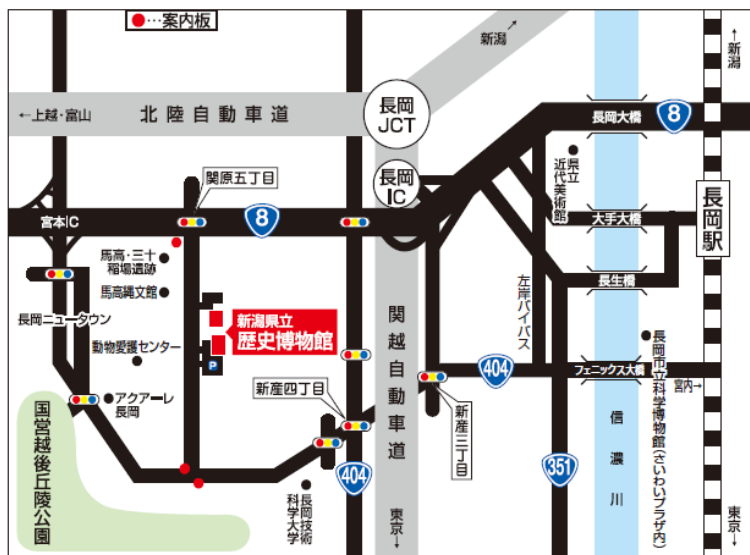 ●…案内板
新潟
←新潟
←上越・富山
北陸自動車道
長岡
JCT
長岡大橋
8
関原五丁目
長岡
IC
県立
近代美術館
宮本IC
8
大手大橋
長岡駅
馬高・三十
稲場遺跡
馬高縄文館
長生橋
長岡ニュータウン
新潟県立
歴史博物館
関越自動車道
左岸バイパス
動物愛護センター
P
404
フェニックス大橋
宮内→
アクアーレ
長岡
新産四丁目
新産三丁目
長岡市立科学博物館(さいわいプラザ内)
国営越後丘陵公園
信濃川
404
351
長岡技術
科学大学
東京→
東京→